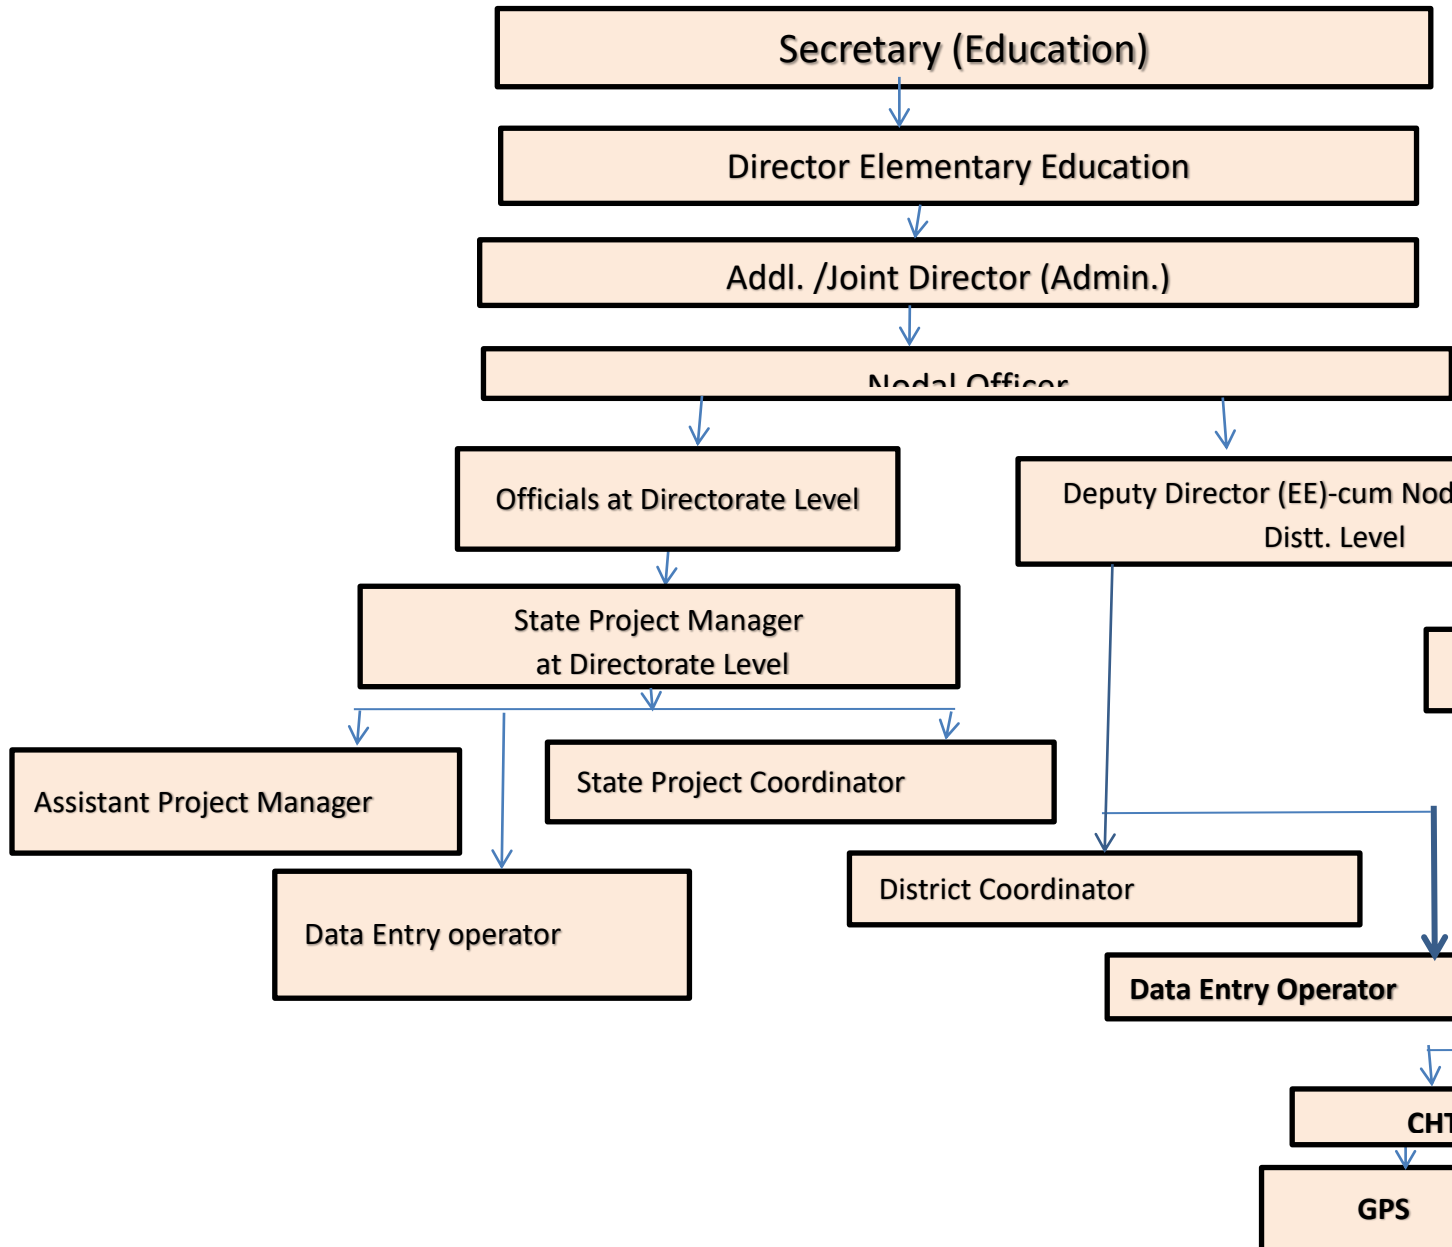 Secretary (Education)
Director Elementary Education
Addl. /Joint Director (Admin.)
Nodal Officer
Officials at Directorate Level
Deputy Director (EE)-cum Nod
Distt. Level
State Project Manager
at Directorate Level
Assistant Project Manager
State Project Coordinator
District Coordinator
Data Entry operator
Data Entry Operator
CHT
GPS